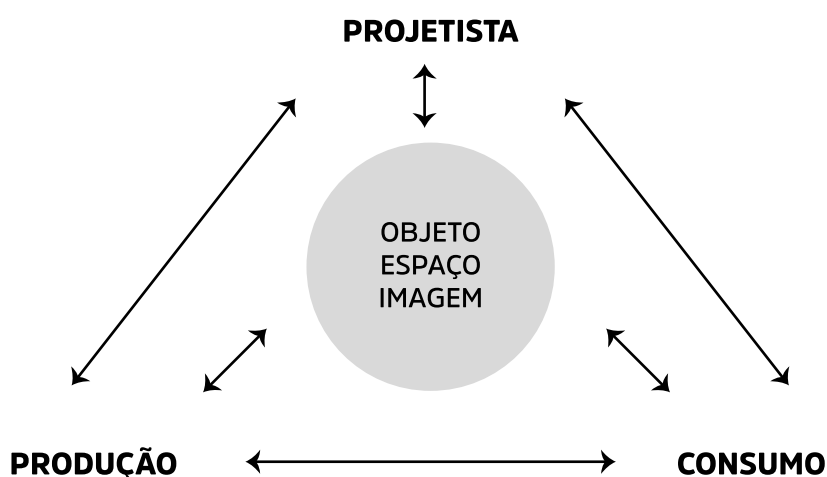 PROJETISTA
OBJETO
ESPAÇO
IMAGEM
PRODUÇÃO
CONSUMO